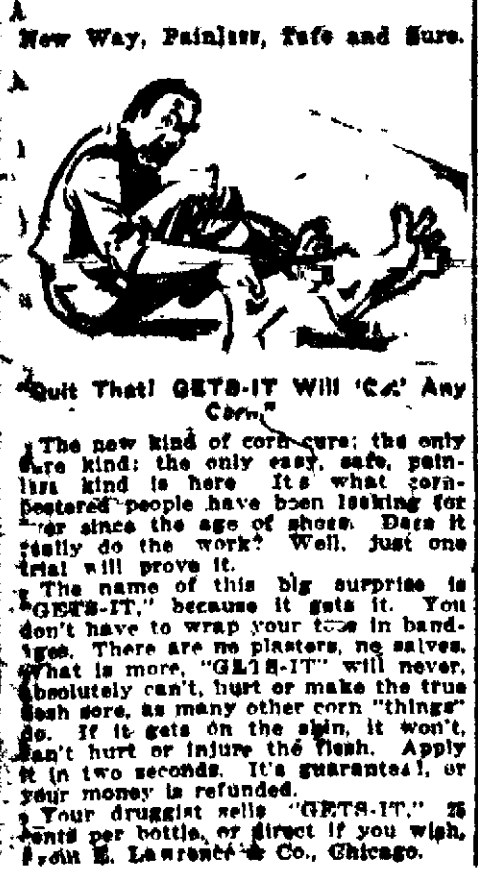 New Way, Painless, Safe and Sure.
"Quit That! GETS-IT Will 'Get' Any
Corn."
The new kind of corn cure; the only
sure kind; the only easy, safe, pain-
less kind is here It's what corn-
pestered people have been looking for
ever since the age of shoes. Does it
really do the work? Well, just one
trial will prove it.
The name of this big surprise is
"GETS-IT," because it gets it. You
don't have to wrap your toes in band-
ages. There are no plasters, no salves.
What is more, "GETS-IT" will never,
absolutely can't, hurt or make the true
flesh sore, as many other corn "things"
do. If it gets on the skin, it won't,
can't hurt or injure the flesh. Apply
it in two seconds. It's guaranteed, or
your money is refunded.
Your druggist sells "GETS-IT," 25
cents per bottle, or direct if you wish,
from E. Lawrence & Co., Chicago.